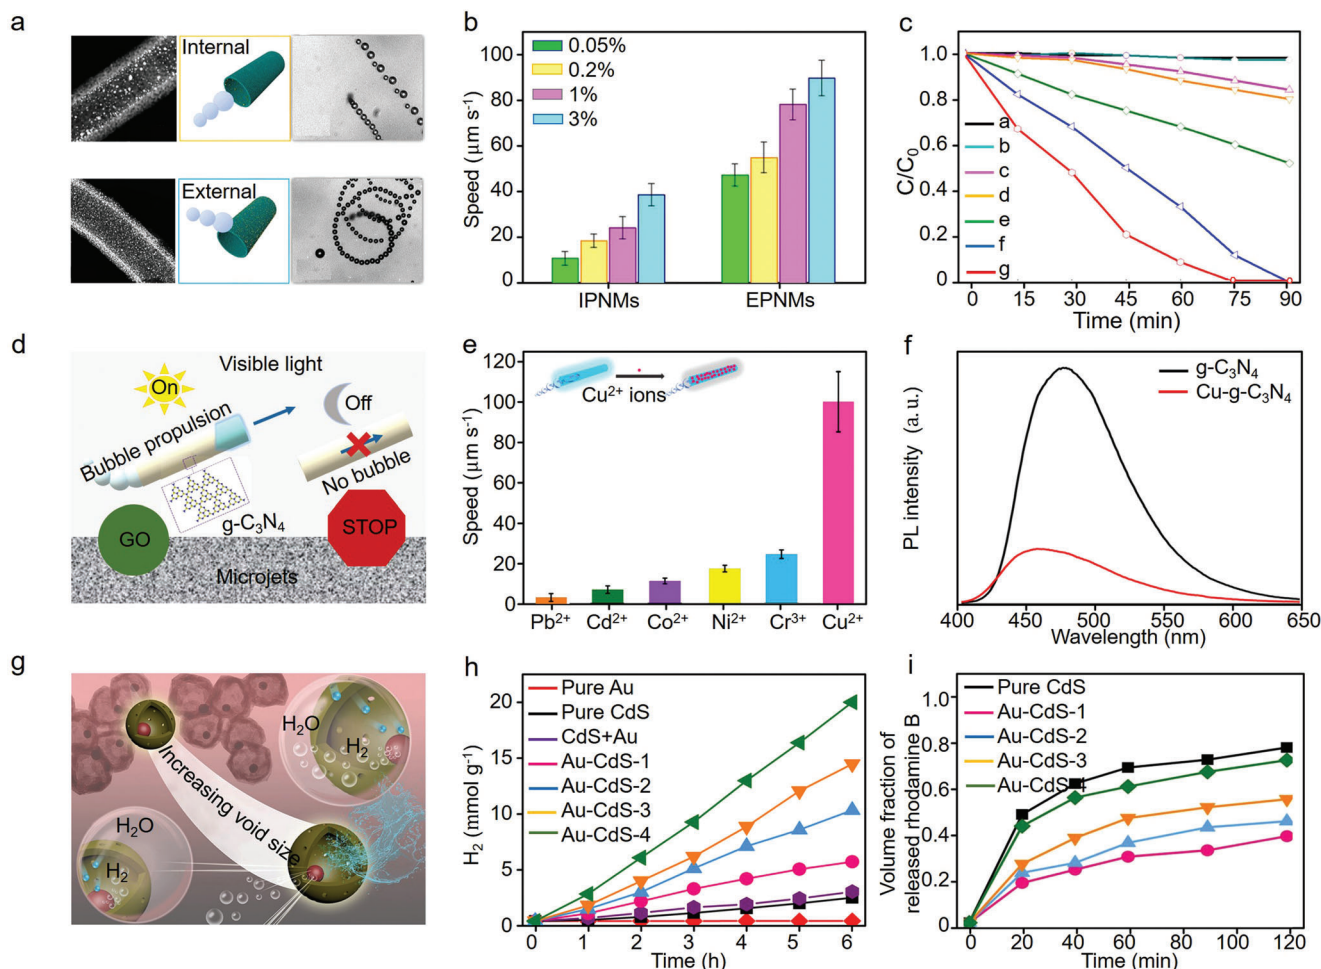 a
Internal
External
b
Speed (μm s⁻¹)
100
80
60
40
20
0
0.05%
0.2%
1%
3%
IPNMs
EPNMs
c
C/C₀
1.0
0.8
0.6
0.4
0.2
0
a
b
c
d
e
f
g
0
15
30
45
60
75
90
Time (min)
d
Visible light
On
Off
Bubble propulsion
No bubble
g-C₃N₄
GO
STOP
Microjets
e
Speed (μm s⁻¹)
120
100
80
60
40
20
0
Cu²⁺ ions
Pb²⁺
Cd²⁺
Co²⁺
Ni²⁺
Cr³⁺
Cu²⁺
f
PL intensity (a. u.)
g-C₃N₄
Cu-g-C₃N₄
400
450
500
550
600
650
Wavelength (nm)
g
H₂O
H₂
Increasing void size
H₂O
H₂
h
H₂ (mmol g⁻¹)
20
15
10
5
0
Pure Au
Pure CdS
CdS+Au
Au-CdS-1
Au-CdS-2
Au-CdS-3
Au-CdS-4
0
1
2
3
4
5
6
Time (h)
i
Volume fraction of
released rhodamine B
1.0
0.8
0.6
0.4
0.2
0
Pure CdS
Au-CdS-1
Au-CdS-2
Au-CdS-3
Au-CdS-4
0
20
40
60
80
100
120
Time (min)